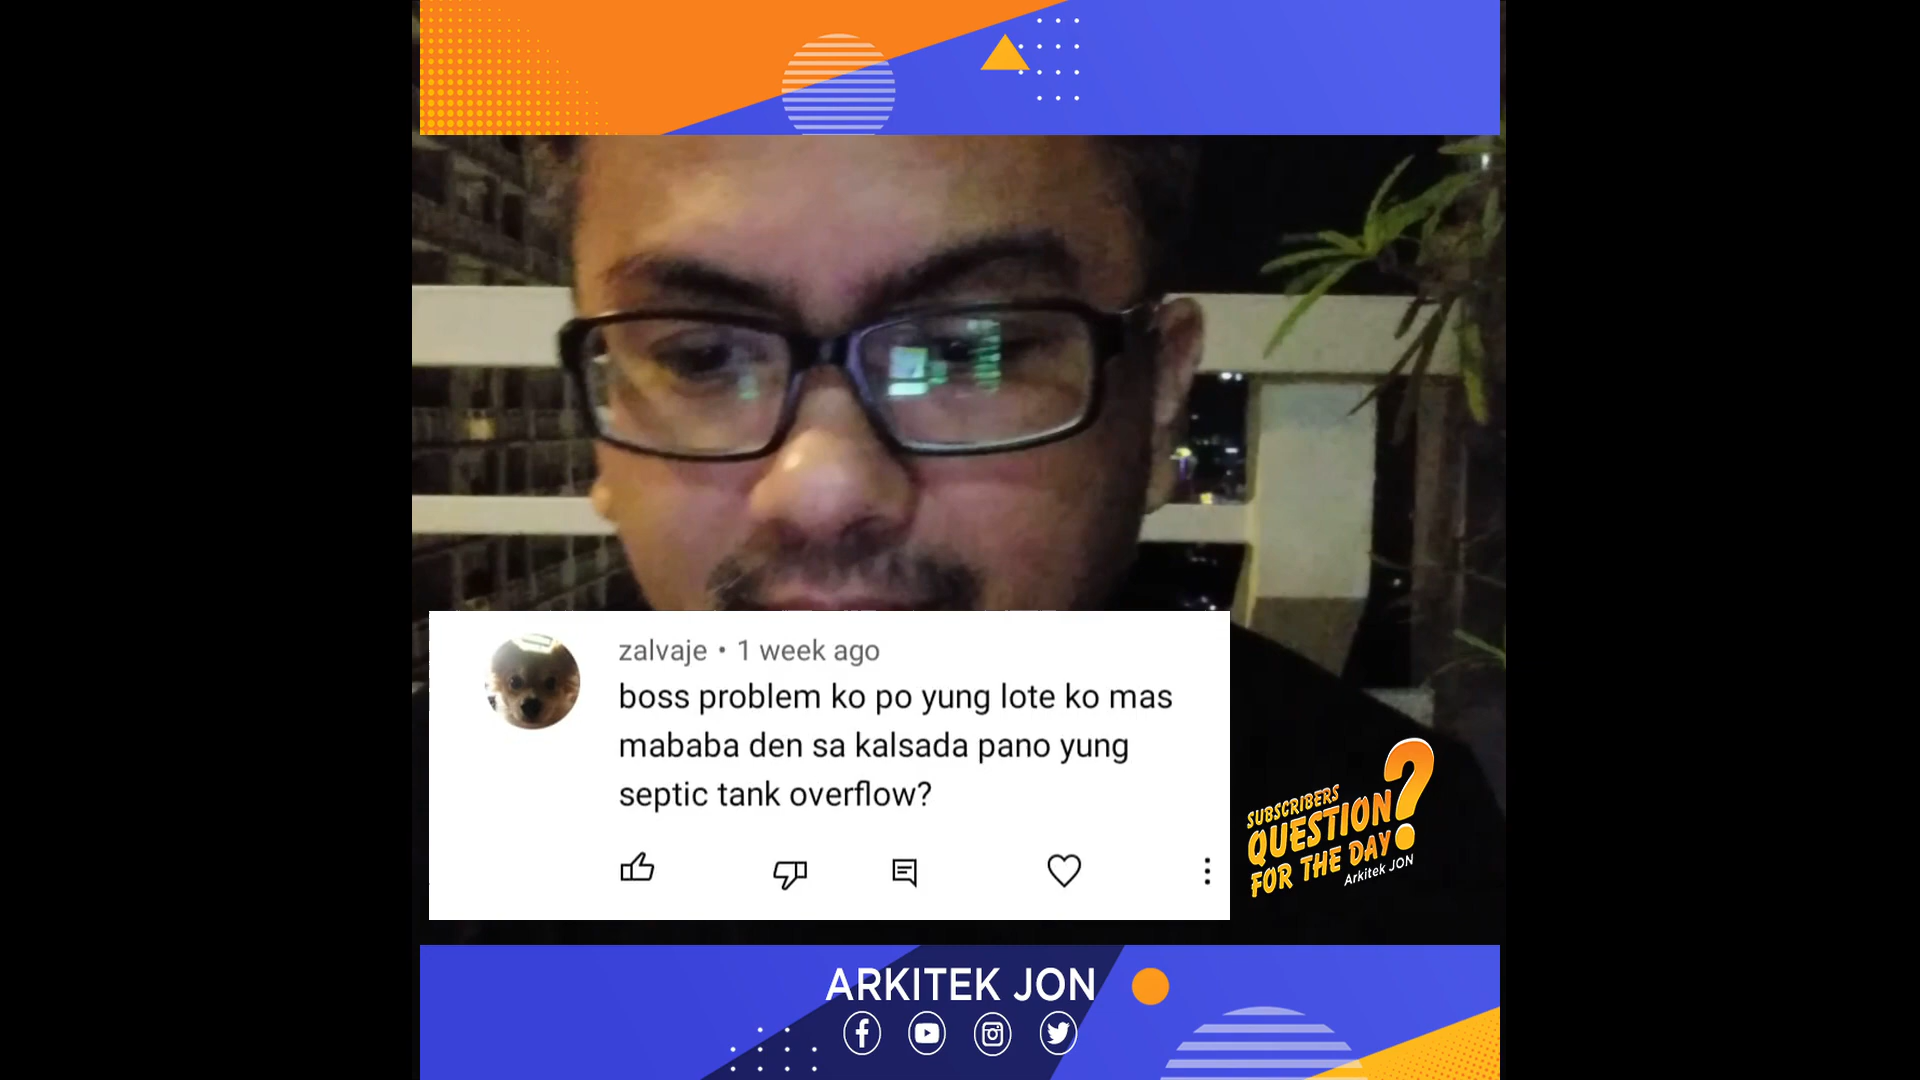 zalvaje • 1 week ago
boss problem ko po yung lote ko mas
mababa den sa kalsada pano yung
septic tank overflow?
SUBSCRIBERS
QUESTION
FOR THE DAY
?
Arkitek JON
ARKITEK JON